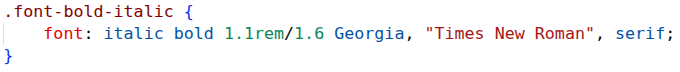 .font-bold-italic {
    font: italic bold 1.1rem/1.6 Georgia, "Times New Roman", serif;
}